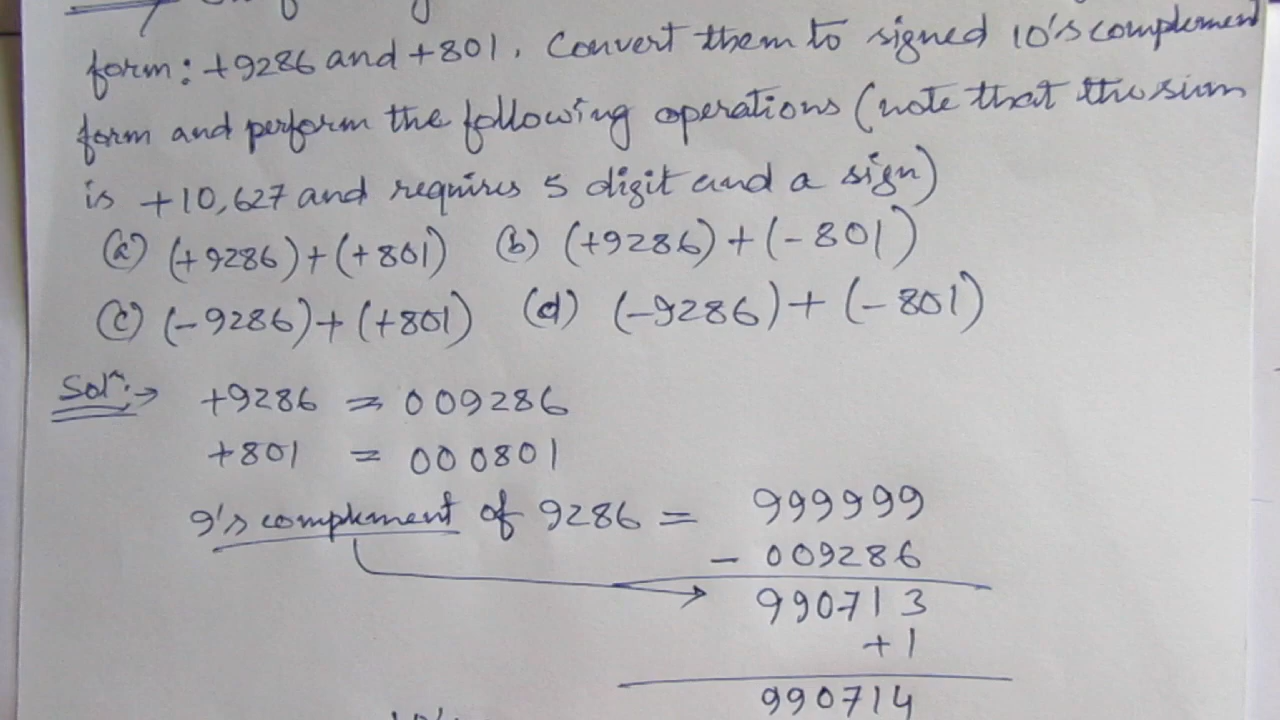 form: +9286 and +801. Convert them to signed 10's complement
form and perform the following operations (note that the sum
is +10,627 and requires 5 digit and a sign)
(a) (+9286)+(+801) (b) (+9286)+(-801)
(c) (-9286)+(+801) (d) (-9286)+(-801)
Solⁿ:→ +9286 = 009286
+801 = 000801
9's complement of 9286 = 999999
- 009286
990713
+1
990714